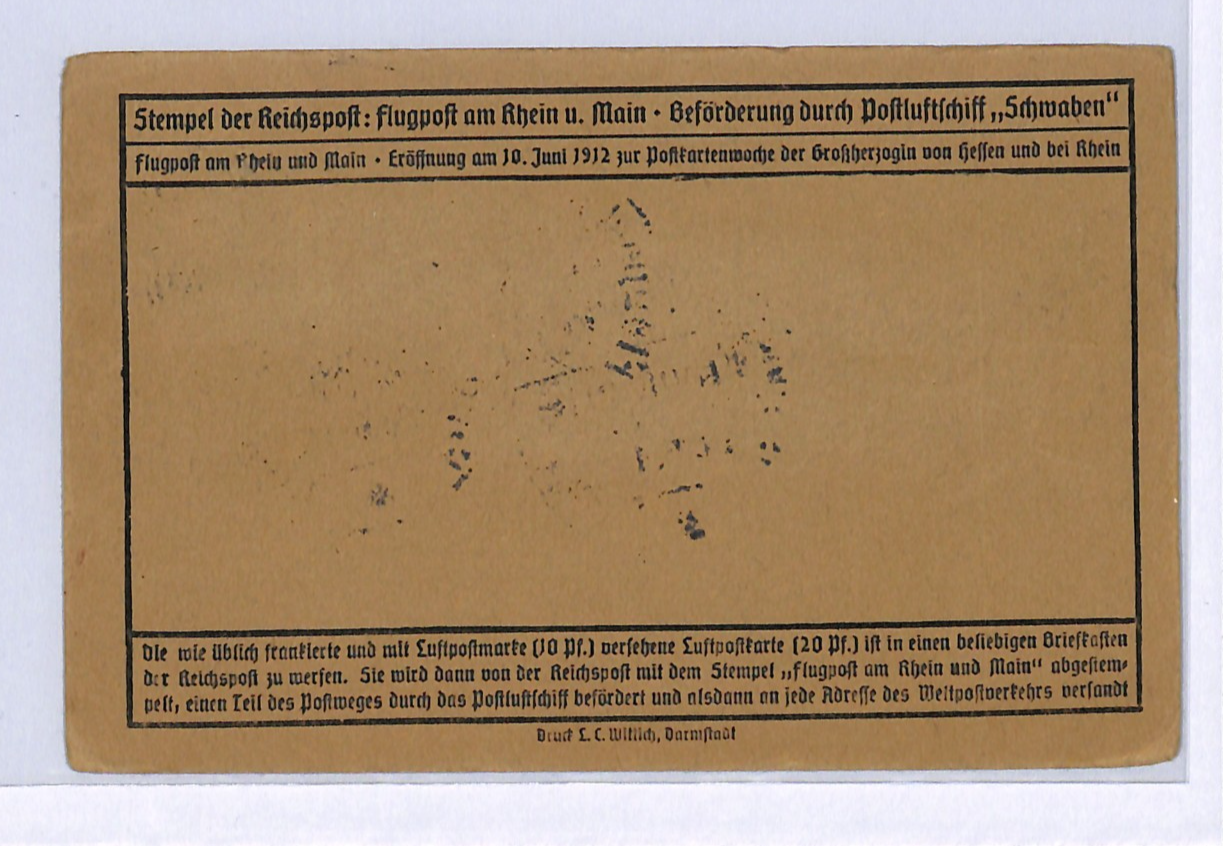 Stempel der Reichspost: Flugpost am Rhein u. Main • Beförderung durch Postluftschiff „Schwaben“
Flugpost am Rhein und Main • Eröffnung am 10. Juni 1912 zur Postkartenwoche der Großherzogin von Hessen und bei Rhein
Die wie üblich frankierte und mit Luftpostmarke (10 Pf.) versehene Luftpostkarte (20 Pf.) ist in einen beliebigen Briefkasten
der Reichspost zu werfen. Sie wird dann von der Reichspost mit dem Stempel „Flugpost am Rhein und Main“ abgestem-
pelt, einen Teil des Postweges durch das Postluftschiff befördert und alsdann an jede Adresse des Weltpostverkehrs versandt
Druck L. C. Wittich, Darmstadt